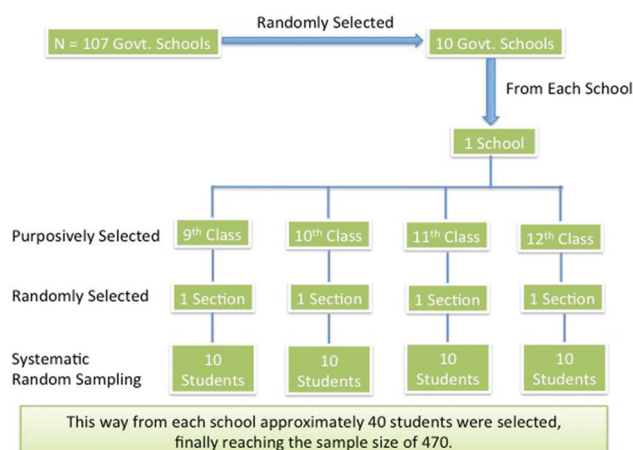 Randomly Selected
N = 107 Govt. Schools
10 Govt. Schools
From Each School
1 School
Purposively Selected
9th Class
10th Class
11th Class
12th Class
Randomly Selected
1 Section
1 Section
1 Section
1 Section
Systematic
Random Sampling
10
Students
10
Students
10
Students
10
Students
This way from each school approximately 40 students were selected,
finally reaching the sample size of 470.